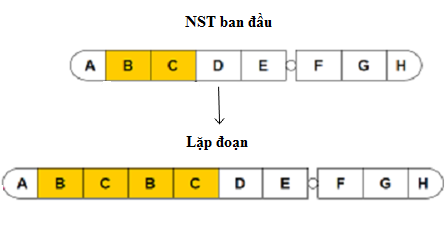 NST ban đầu
A B C D E F G H
Lặp đoạn
A B C B C D E F G H